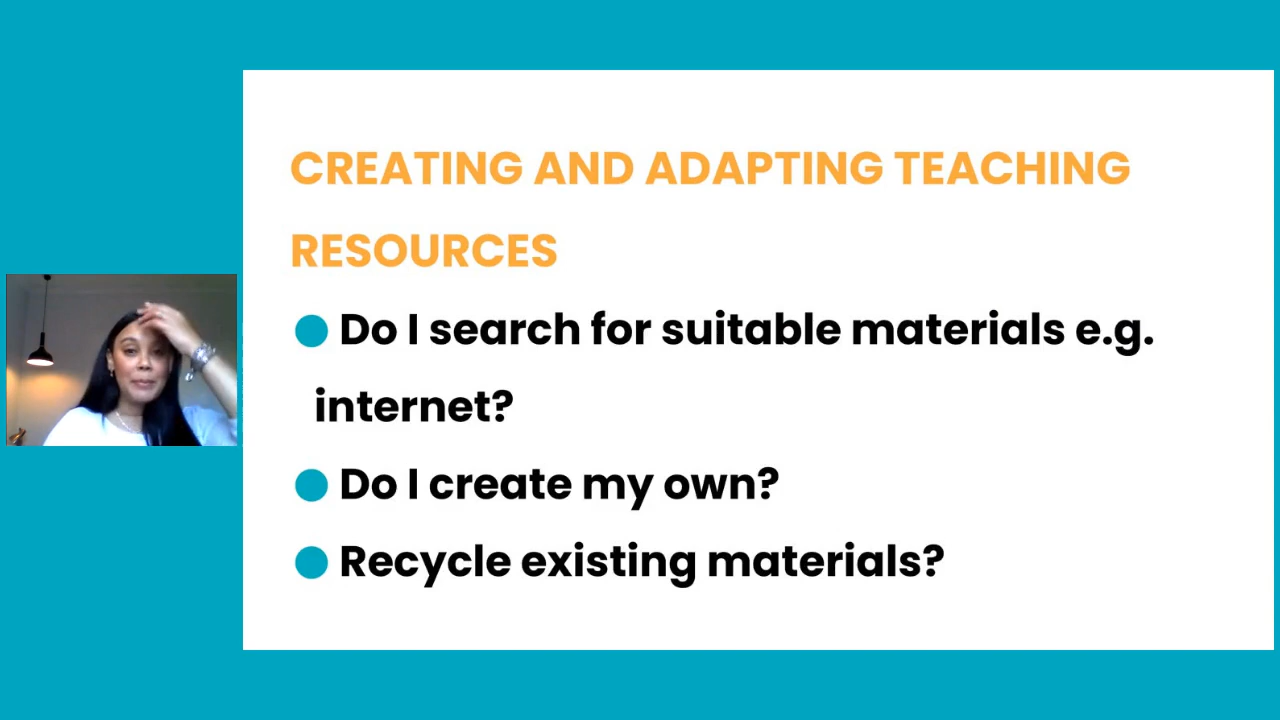 CREATING AND ADAPTING TEACHING
RESOURCES
● Do I search for suitable materials e.g.
internet?
● Do I create my own?
● Recycle existing materials?